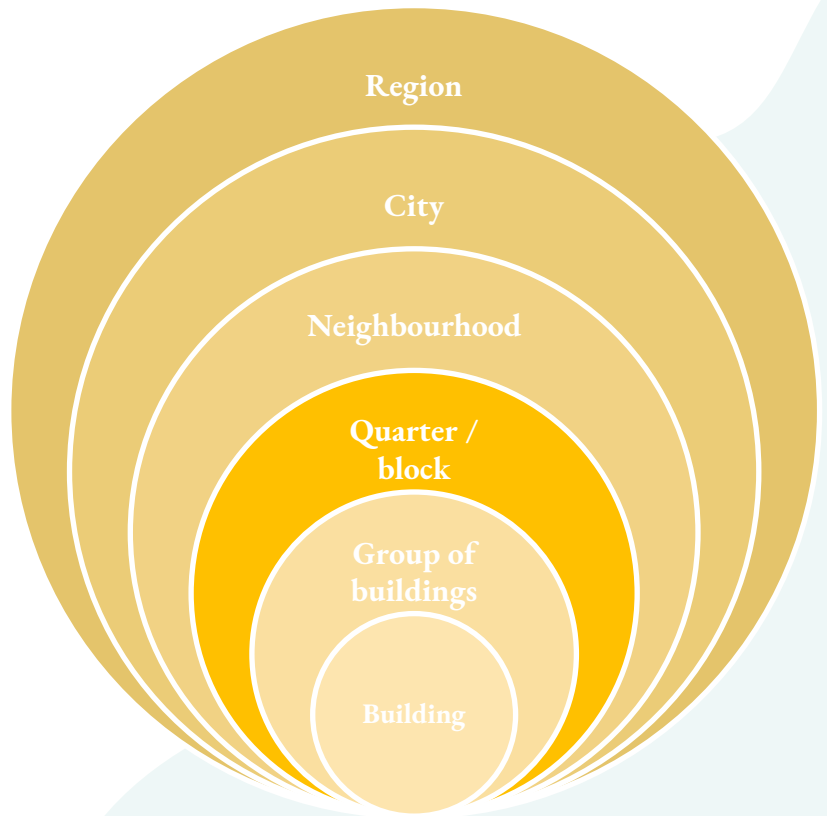 Region
City
Neighbourhood
Quarter /
block
Group of
buildings
Building